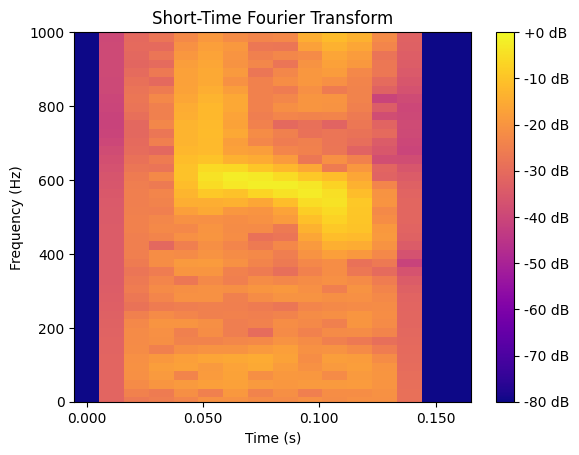 Short-Time Fourier Transform
1000
800
600
400
200
0
Frequency (Hz)
0.000
0.050
0.100
0.150
Time (s)
+0 dB
-10 dB
-20 dB
-30 dB
-40 dB
-50 dB
-60 dB
-70 dB
-80 dB